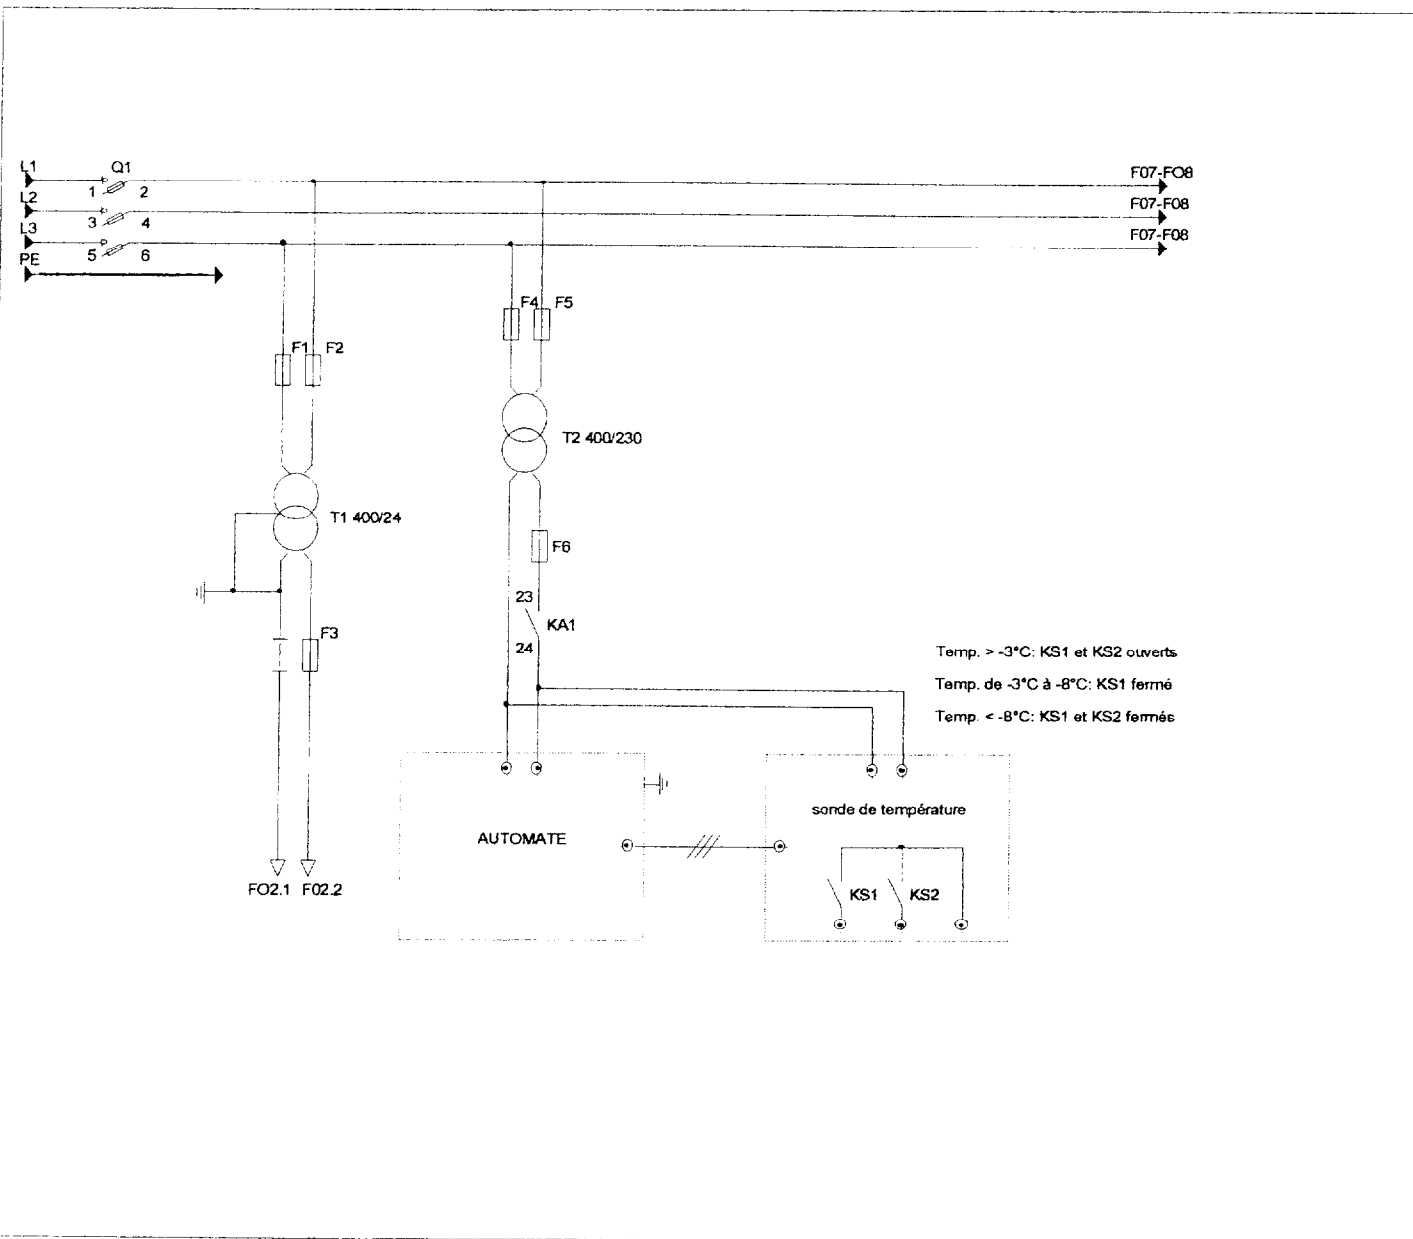 L1
Q1
1
2
F07-FO8
L2
3
4
F07-F08
L3
5
6
F07-F08
PE
F4
F5
F1
F2
T2 400/230
T1 400/24
F6
23
KA1
24
F3
Temp. > -3°C: KS1 et KS2 ouverts
Temp. de -3°C à -8°C: KS1 fermé
Temp. < -8°C: KS1 et KS2 fermés
sonde de température
AUTOMATE
KS1
KS2
FO2.1
F02.2